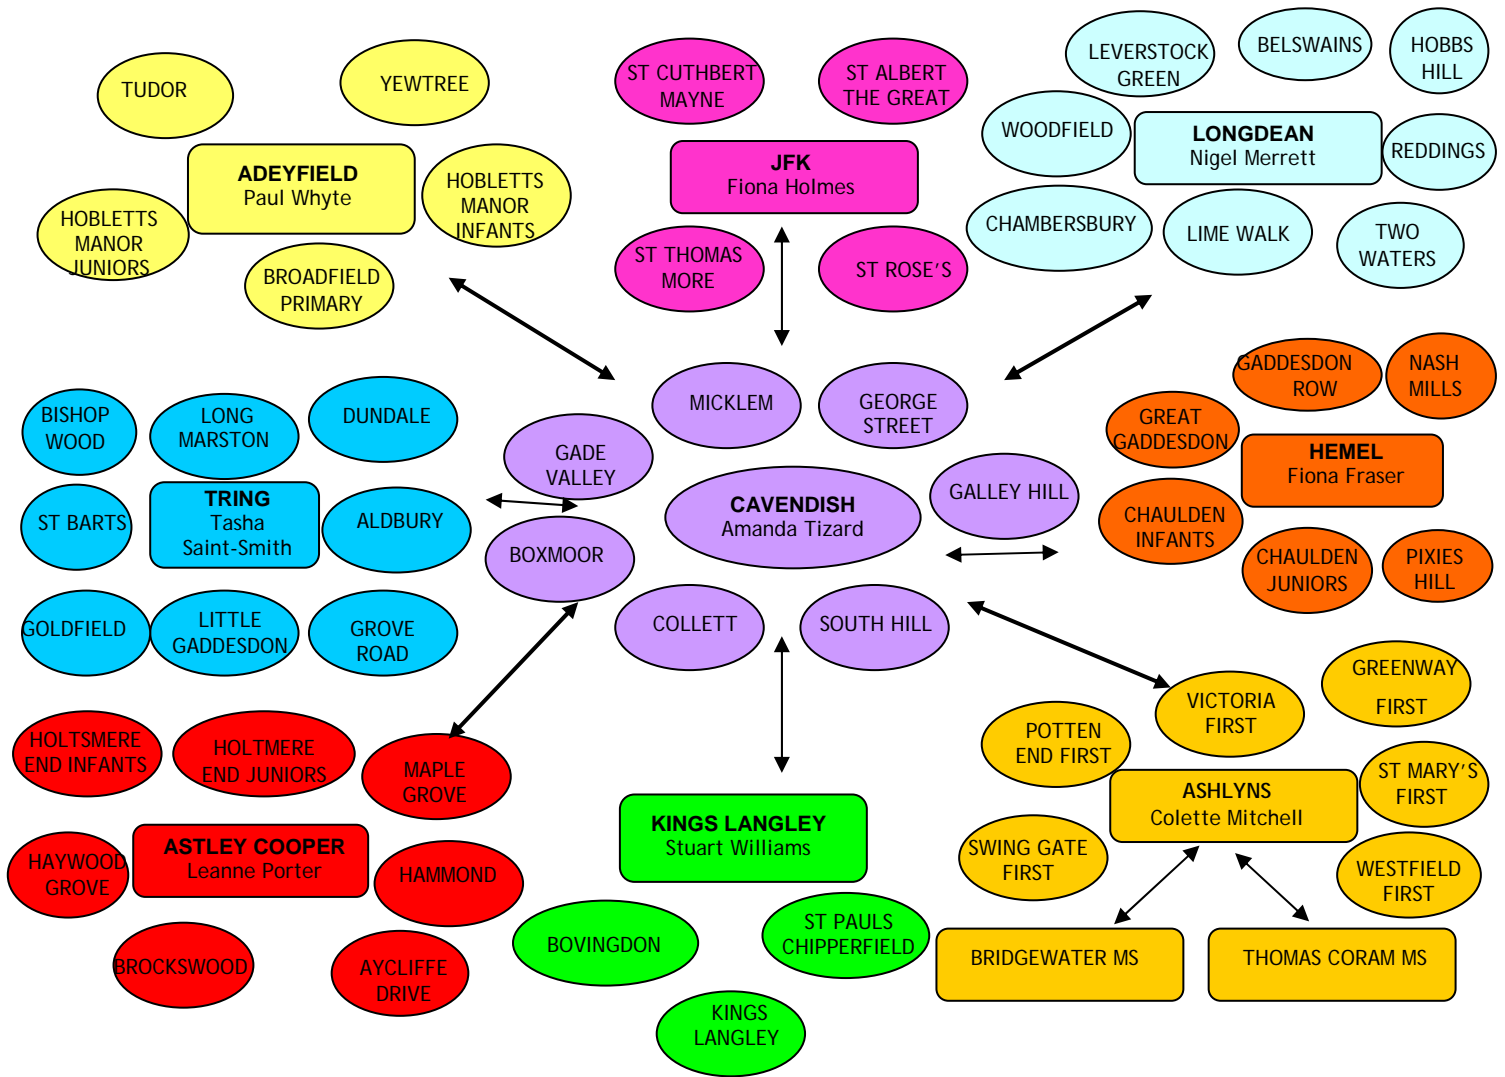 TUDOR
YEWTREE
ADEYFIELD
Paul Whyte
HOBLETTS
MANOR
INFANTS
HOBLETTS
MANOR
JUNIORS
BROADFIELD
PRIMARY
ST CUTHBERT
MAYNE
ST ALBERT
THE GREAT
JFK
Fiona Holmes
ST THOMAS
MORE
ST ROSE'S
LEVERSTOCK
GREEN
BELSWAINS
HOBBS
HILL
WOODFIELD
LONGDEAN
Nigel Merrett
REDDINGS
CHAMBERSBURY
LIME WALK
TWO
WATERS
BISHOP
WOOD
LONG
MARSTON
DUNDALE
ST BARTS
TRING
Tasha
Saint-Smith
ALDBURY
GOLDFIELD
LITTLE
GADDESDON
GROVE
ROAD
MICKLEM
GEORGE
STREET
GADE
VALLEY
CAVENDISH
Amanda Tizard
GALLEY HILL
BOXMOOR
COLLETT
SOUTH HILL
GADDESDON
ROW
NASH
MILLS
GREAT
GADDESDON
HEMEL
Fiona Fraser
CHAULDEN
INFANTS
CHAULDEN
JUNIORS
PIXIES
HILL
HOLTSMERE
END INFANTS
HOLTMERE
END JUNIORS
MAPLE
GROVE
HAYWOOD
GROVE
ASTLEY COOPER
Leanne Porter
HAMMOND
BROCKSWOOD
AYCLIFFE
DRIVE
KINGS LANGLEY
Stuart Williams
BOVINGDON
ST PAULS
CHIPPERFIELD
KINGS
LANGLEY
GREENWAY
FIRST
VICTORIA
FIRST
POTTEN
END FIRST
ASHLYNS
Colette Mitchell
ST MARY'S
FIRST
SWING GATE
FIRST
WESTFIELD
FIRST
BRIDGEWATER MS
THOMAS CORAM MS